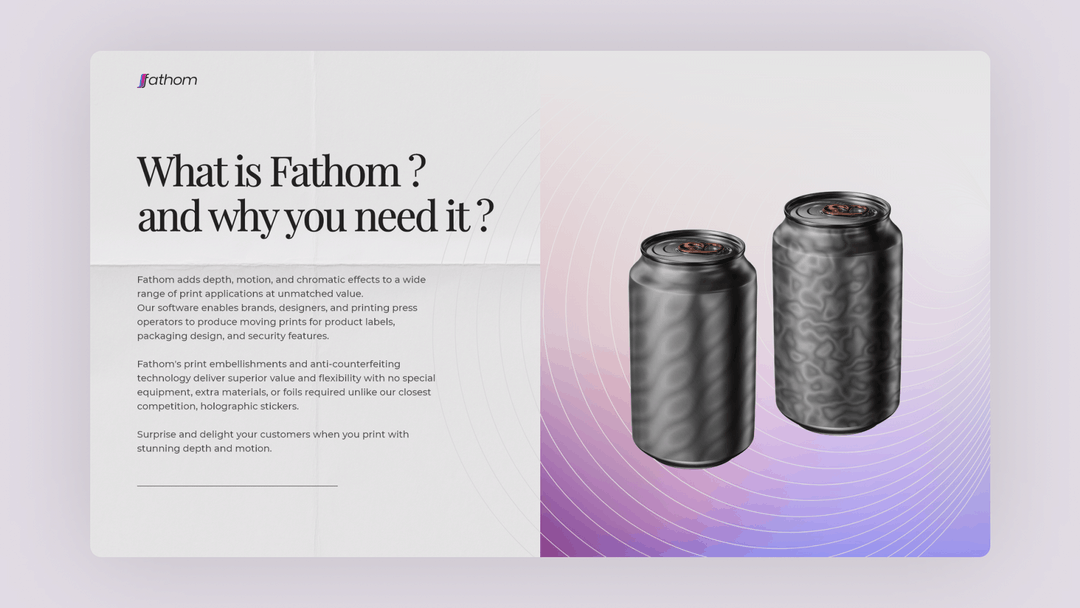 fathom
What is Fathom ?
and why you need it ?
Fathom adds depth, motion, and chromatic effects to a wide
range of print applications at unmatched value.
Our software enables brands, designers, and printing press
operators to produce moving prints for product labels,
packaging design, and security features.
Fathom's print embellishments and anti-counterfeiting
technology deliver superior value and flexibility with no special
equipment, extra materials, or foils required unlike our closest
competition, holographic stickers.
Surprise and delight your customers when you print with
stunning depth and motion.